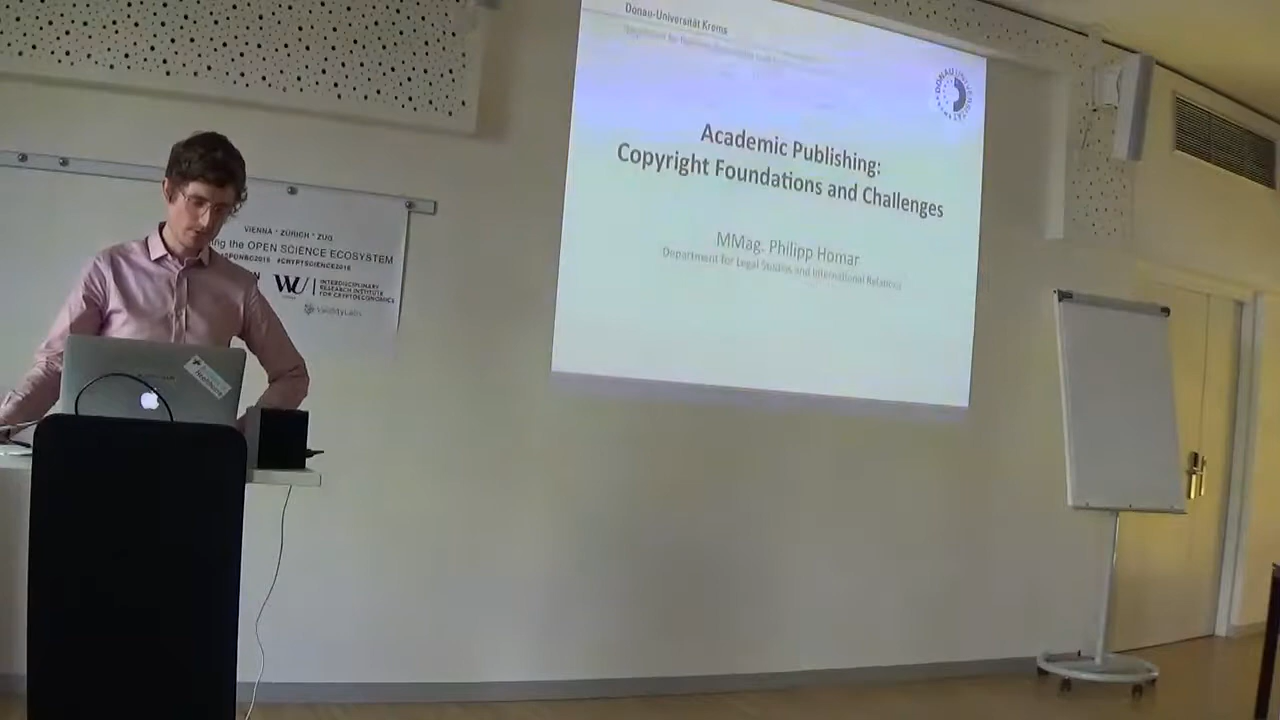 Donau-Universität Krems
Academic Publishing:
Copyright Foundations and Challenges
MMag. Philipp Homar
Department for Legal Studies and International Relations
VIENNA * ZÜRICH * ZUG
the OPEN SCIENCE ECOSYSTEM
WU
INTERDISCIPLINARY
RESEARCH INSTITUTE
FOR CRYPTOECONOMICS
ValidityLabs